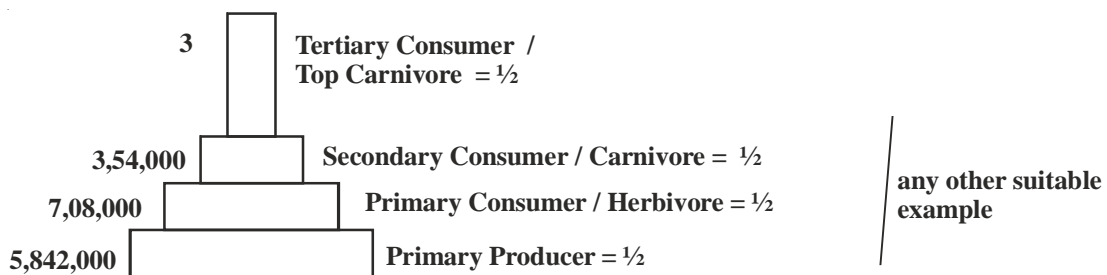 3 Tertiary Consumer /
Top Carnivore = ½
3,54,000 Secondary Consumer / Carnivore = ½
7,08,000 Primary Consumer / Herbivore = ½
5,842,000 Primary Producer = ½
any other suitable
example